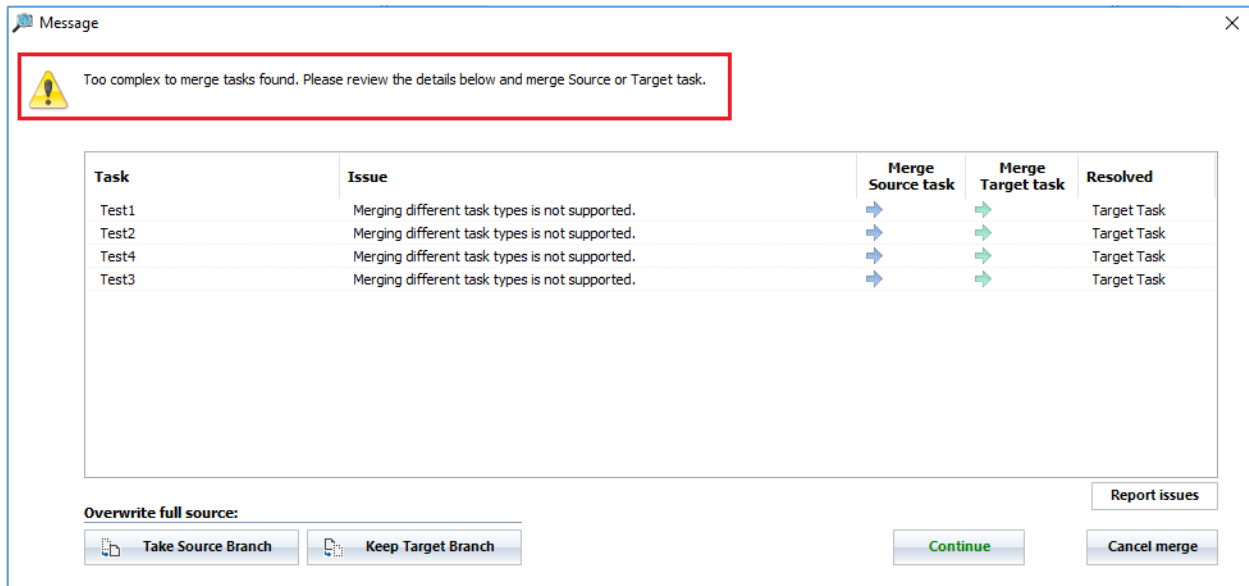 Message
Too complex to merge tasks found. Please review the details below and merge Source or Target task.
Task Issue Merge Source task Merge Target task Resolved
Test1 Merging different task types is not supported. Target Task
Test2 Merging different task types is not supported. Target Task
Test4 Merging different task types is not supported. Target Task
Test3 Merging different task types is not supported. Target Task
Report issues
Overwrite full source:
Take Source Branch Keep Target Branch Continue Cancel merge